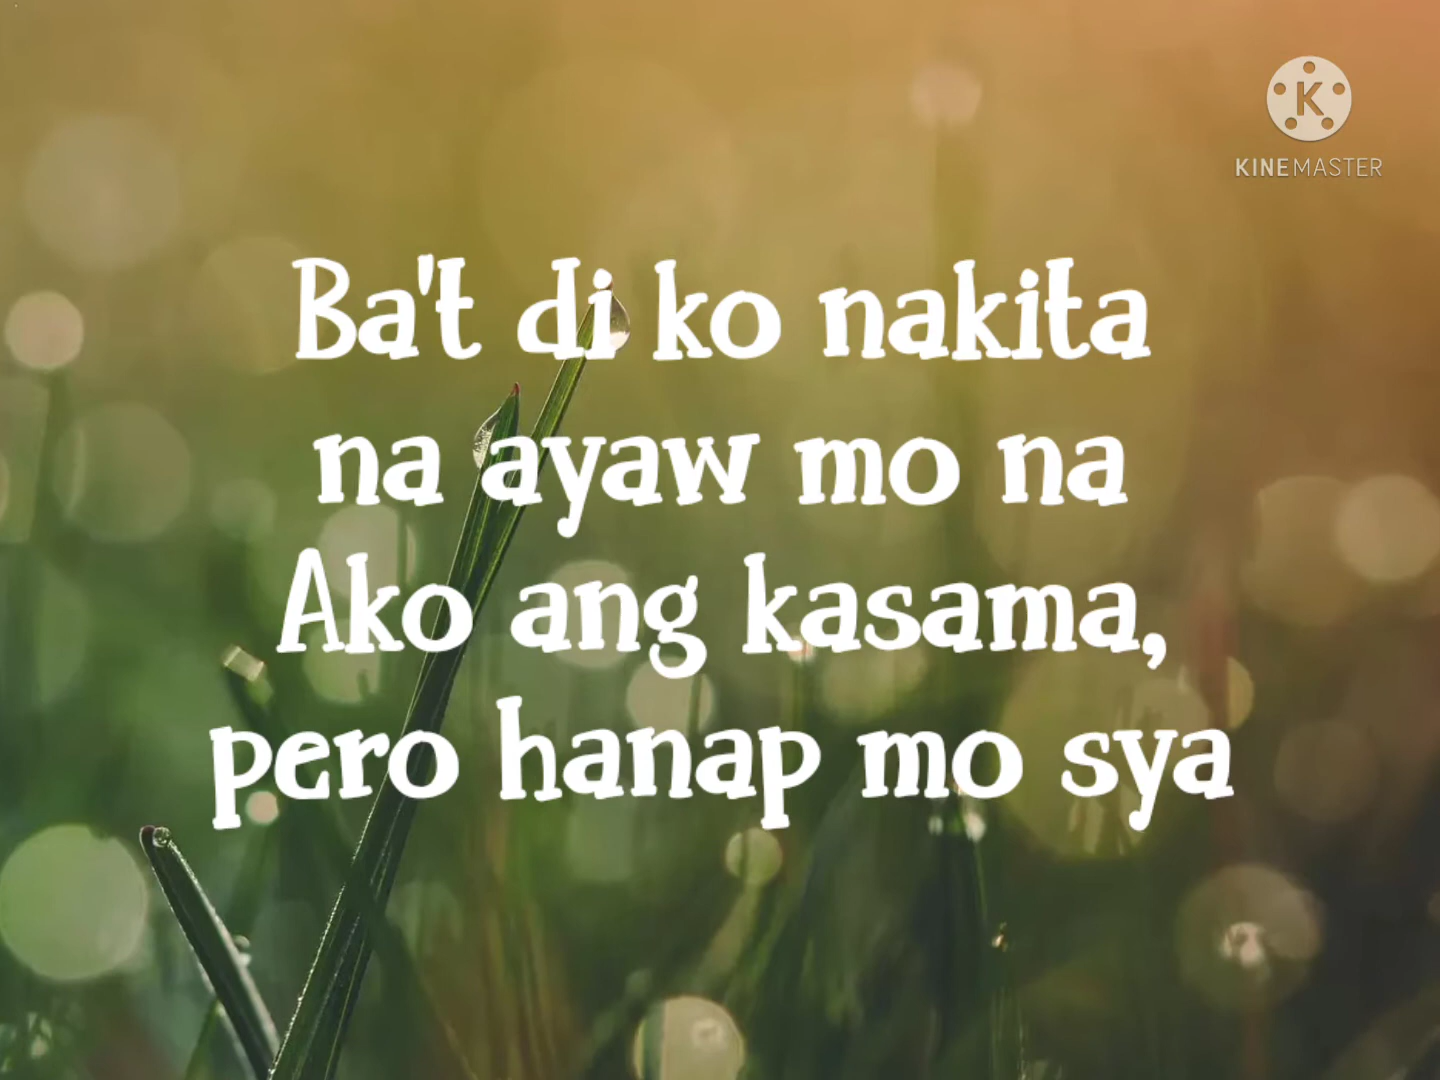 KINEMASTER
Ba't di ko nakita
na ayaw mo na
Ako ang kasama,
pero hanap mo sya